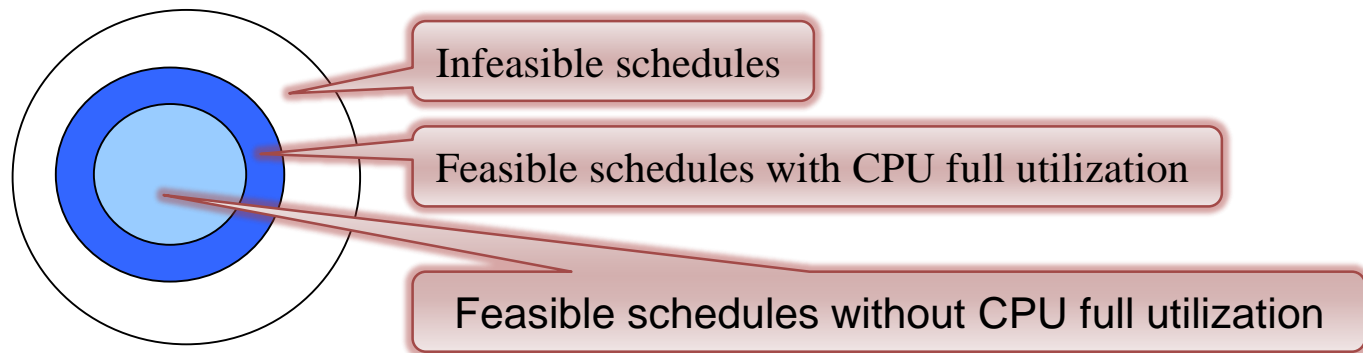 Infeasible schedules
Feasible schedules with CPU full utilization
Feasible schedules without CPU full utilization